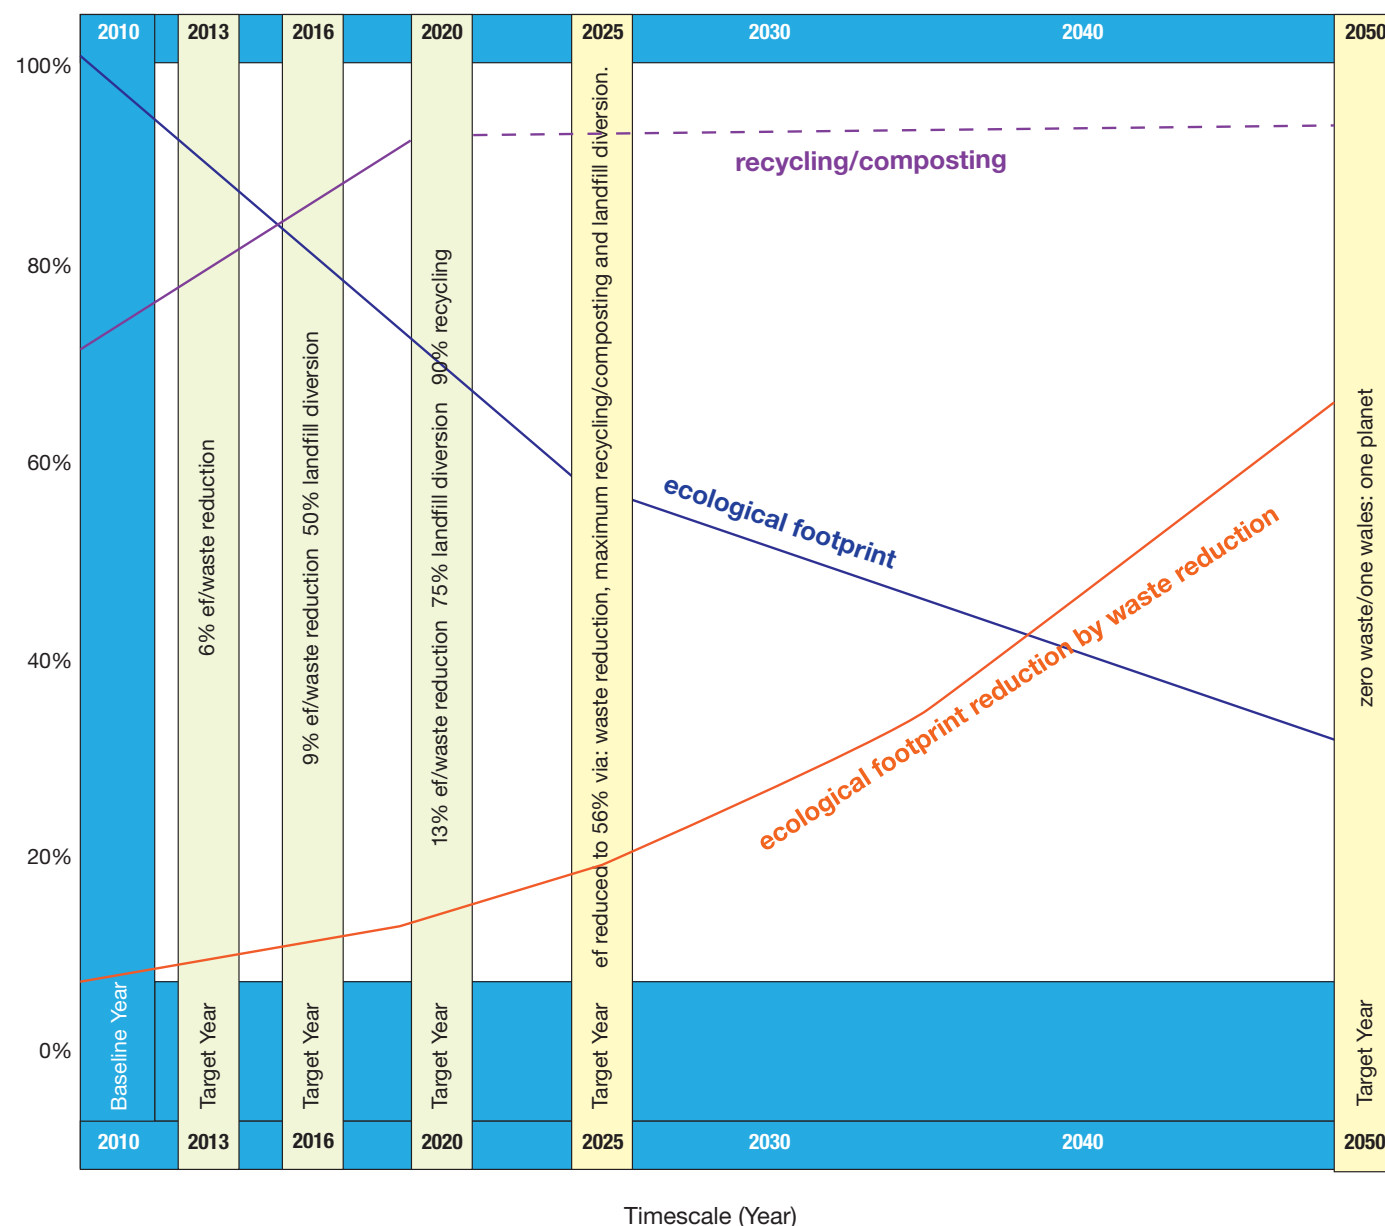 2010 2013 2016 2020 2025 2030 2040 2050
100%
80%
60%
40%
20%
0%
recycling/composting
ecological footprint
ecological footprint reduction by waste reduction
6% ef/waste reduction
9% ef/waste reduction 50% landfill diversion
13% ef/waste reduction 75% landfill diversion 90% recycling
ef reduced to 56% via: waste reduction, maximum recycling/composting and landfill diversion.
zero waste/one wales: one planet
Baseline Year
Target Year
Target Year
Target Year
Target Year
Target Year
2010 2013 2016 2020 2025 2030 2040 2050
Timescale (Year)